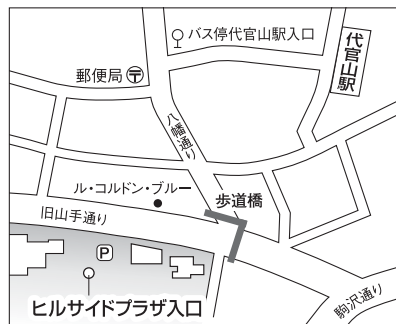 バス停代官山駅入口
代官山駅
郵便局〒
八幡通り
ル・コルドン・ブルー
歩道橋
旧山手通り
P
ヒルサイドプラザ入口
駒沢通り